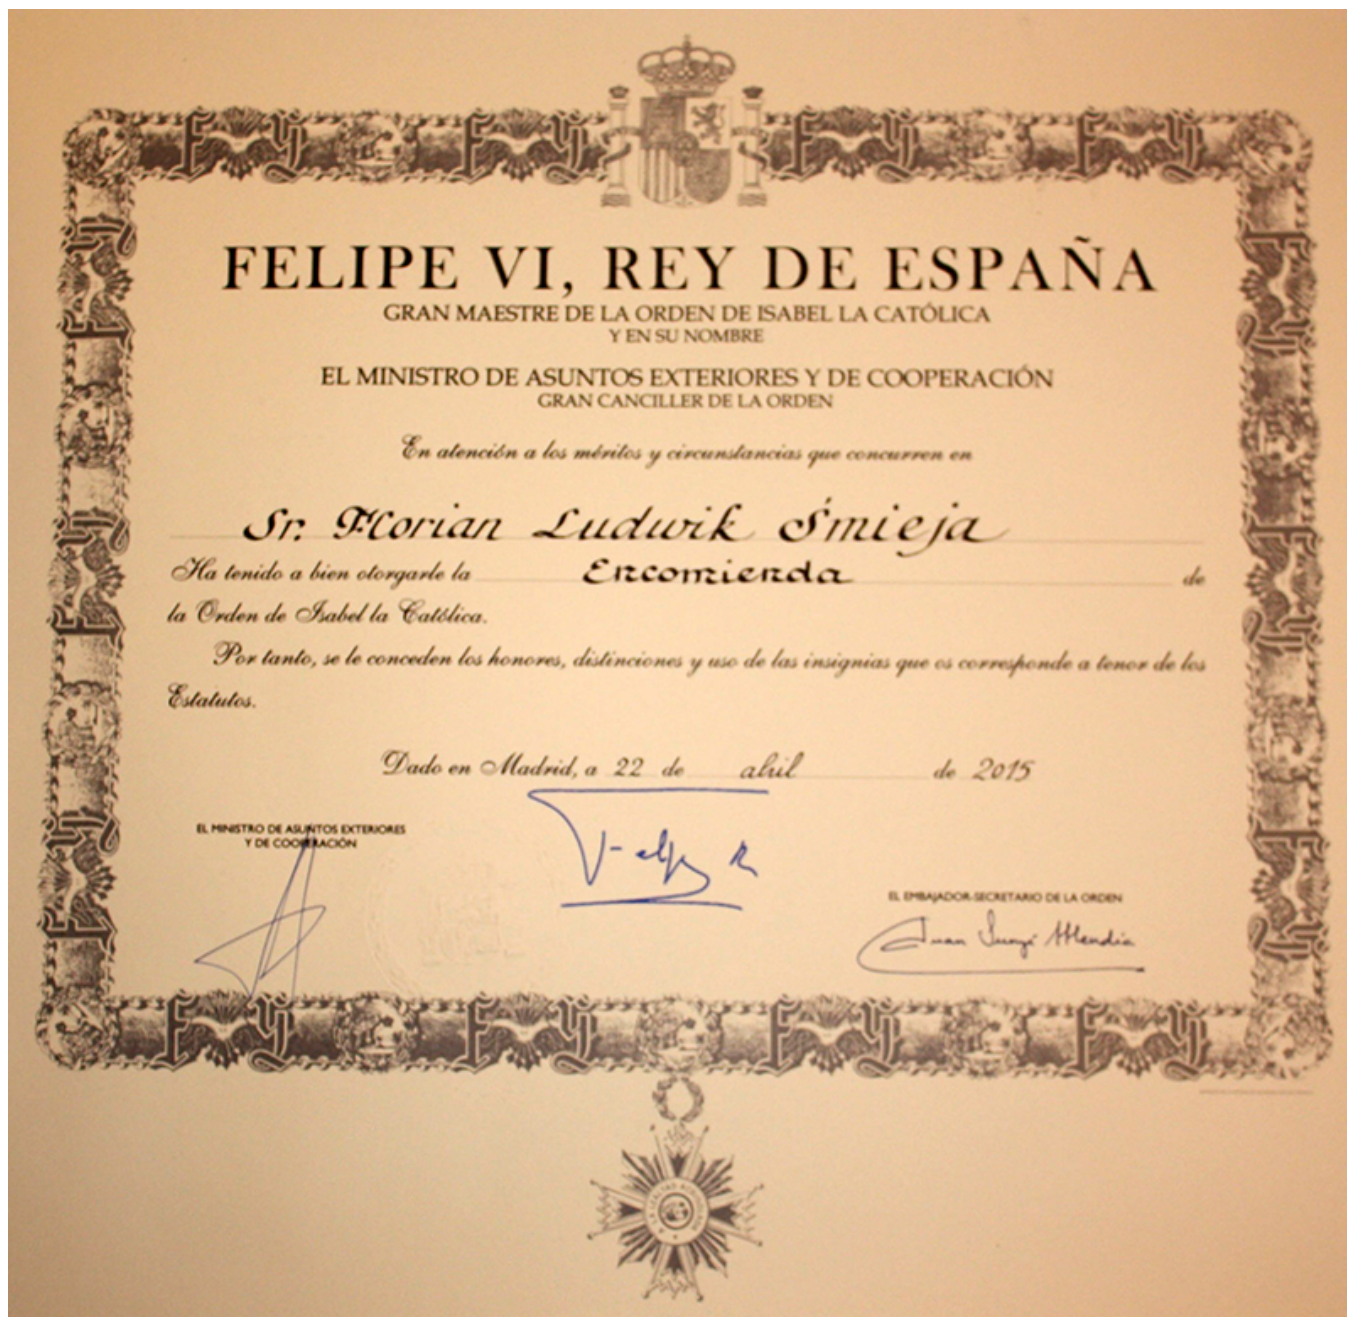 FELIPE VI, REY DE ESPAÑA
GRAN MAESTRE DE LA ORDEN DE ISABEL LA CATÓLICA
Y EN SU NOMBRE
EL MINISTRO DE ASUNTOS EXTERIORES Y DE COOPERACIÓN
GRAN CANCILLER DE LA ORDEN
En atención a los méritos y circunstancias que concurren en
Sr. Florian Ludwik Śmieja
Ha tenido a bien otorgarle la Encomienda de
la Orden de Isabel la Católica.
Por tanto, se le conceden los honores, distinciones y uso de las insignias que os corresponde a tenor de los
Estatutos.
Dado en Madrid, a 22 de abril de 2015
EL MINISTRO DE ASUNTOS EXTERIORES
Y DE COOPERACIÓN
EL EMBAJADOR-SECRETARIO DE LA ORDEN
Juan